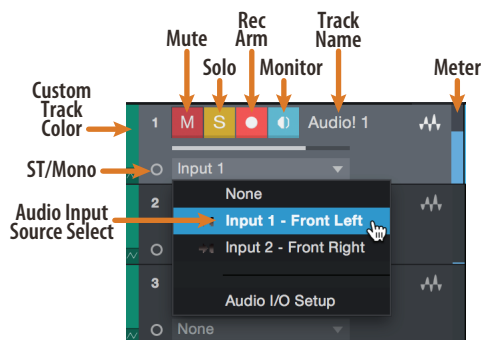 Rec Track
Mute Arm Name
Solo Monitor Meter
Custom
Track
Color
1 M S Audio! 1
ST/Mono
Input 1
2
None
Audio Input
Source Select
Input 1 - Front Left
Input 2 - Front Right
3
Audio I/O Setup
None